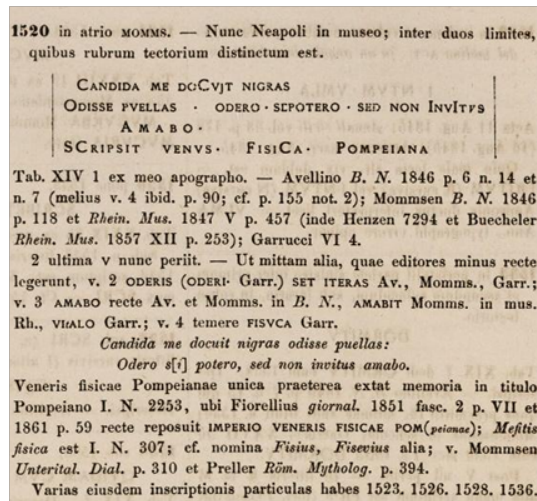 1520 in atrio MOMMS. — Nunc Neapoli in museo; inter duos limites,
quibus rubrum tectorium distinctum est.
CANDIDA ME DOCVJT NIGRAS
ODISSE PVELLAS · ODERO · SEPOTERO · SED NON INVITVS
AMABO ·
SCRIPSIT VENVS · FISICA · POMPEIANA
Tab. XIV 1 ex meo apographo. — Avellino B. N. 1846 p. 6 n. 14 et
n. 7 (melius v. 4 ibid. p. 90; cf. p. 155 not. 2); Mommsen B. N. 1846
p. 118 et Rhein. Mus. 1847 V p. 457 (inde Henzen 7294 et Buecheler
Rhein. Mus. 1857 XII p. 253); Garrucci VI 4.
2 ultima V nunc periit. — Ut mittam alia, quae editores minus recte
legerunt, v. 2 ODERIS (ODERI· Garr.) SET ITERAS Av., Momms., Garr.;
v. 3 AMABO recte Av. et Momms. in B. N., AMABIT Momms. in mus.
Rh., Garr.; v. 4 temere FISVCA Garr.
Candida me docuit nigras odisse puellas:
Odero s[i] potero, sed non invitus amabo.
Veneris fisicae Pompeianae unica praeterea extat memoria in titulo
Pompeiano I. N. 2253, ubi Fiorellius giornal. 1851 fasc. 2 p. VII et
1861 p. 59 recte reposuit IMPERIO VENERIS FISICAE POM(peianae); Mefitis
fisica est I. N. 307; cf. nomina Fisius, Fisevius alia; v. Mommsen
Unterital. Dial. p. 310 et Preller Röm. Mytholog. p. 394.
Varias eiusdem inscriptionis particulas habes 1523. 1526. 1528. 1536,